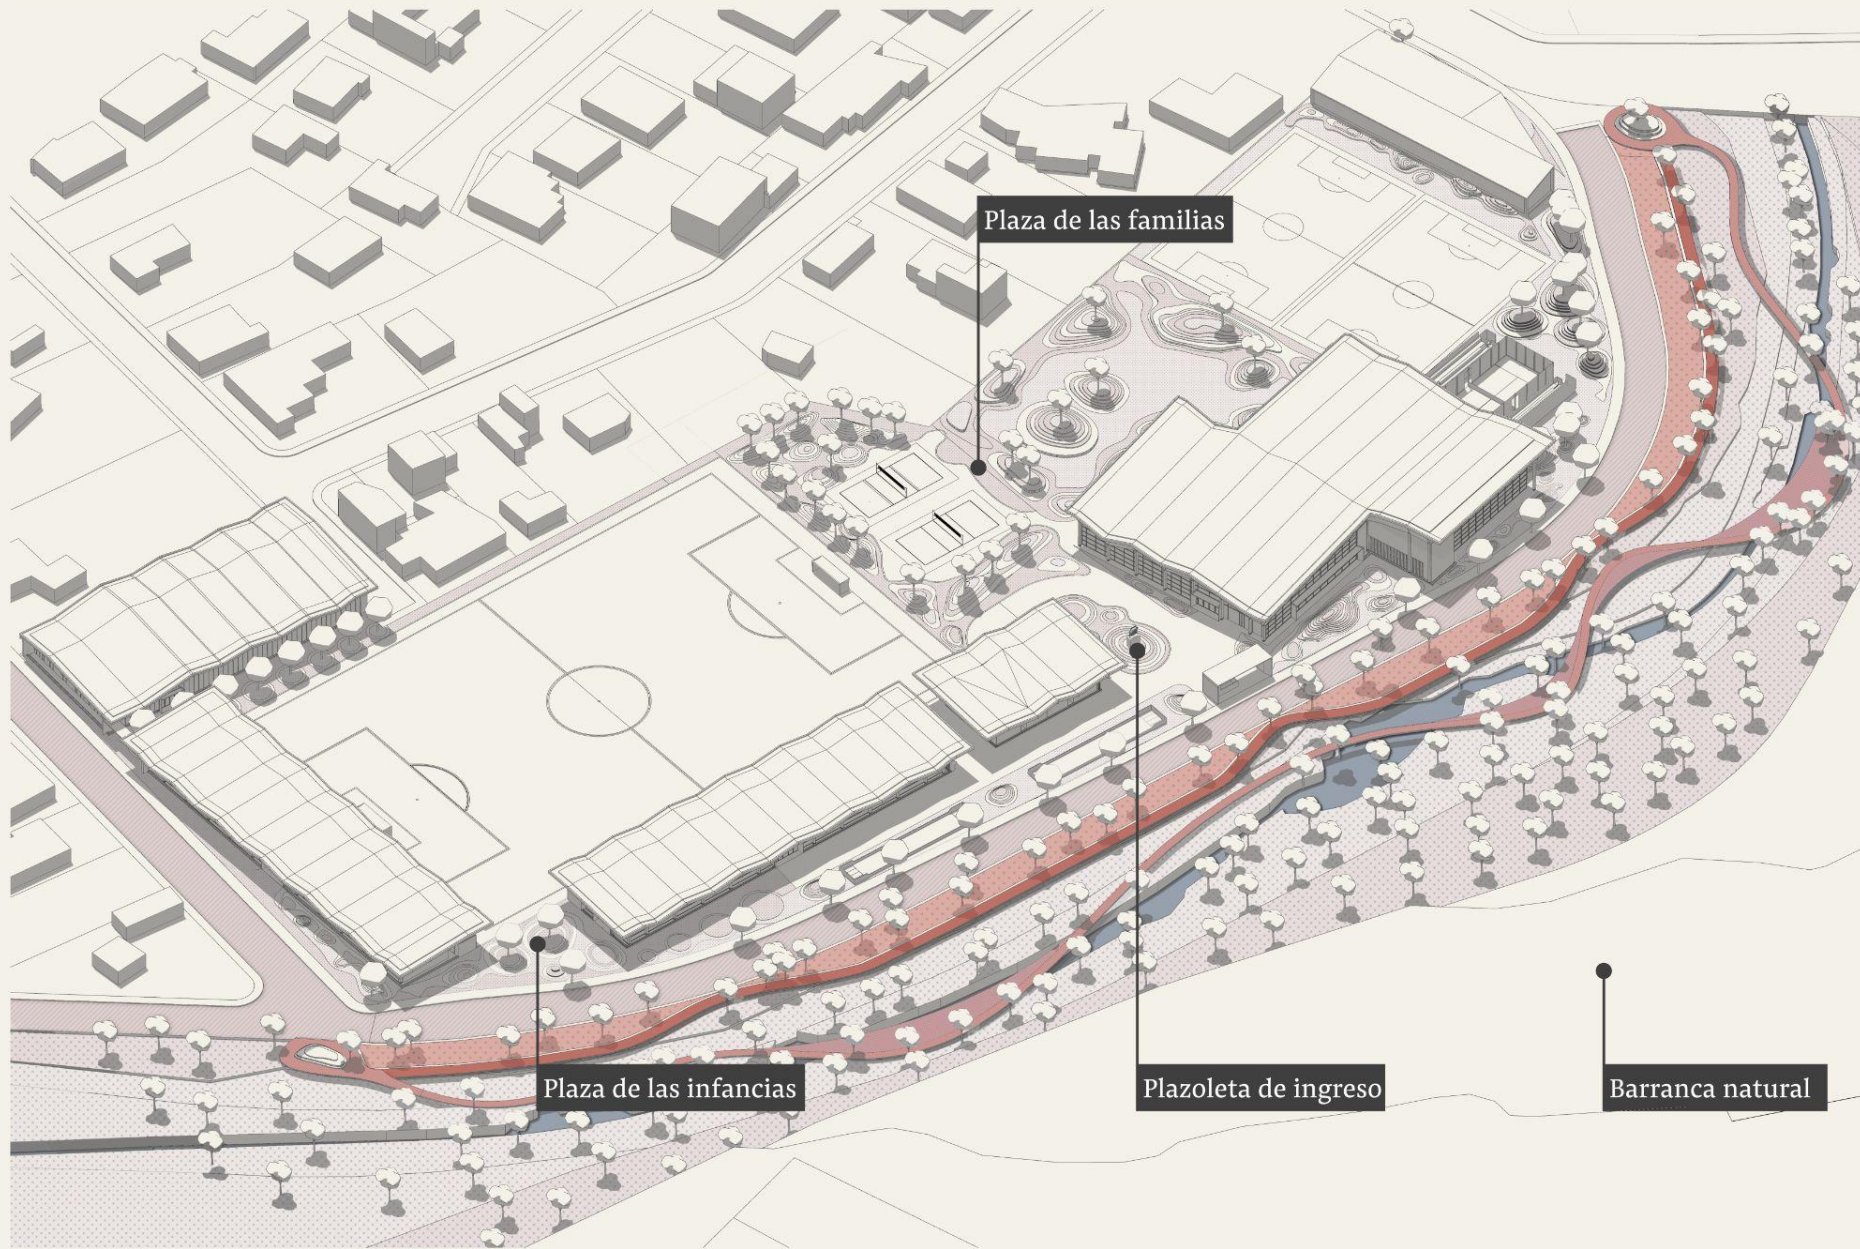 Plaza de las familias
Plaza de las infancias
Plazoleta de ingreso
Barranca natural